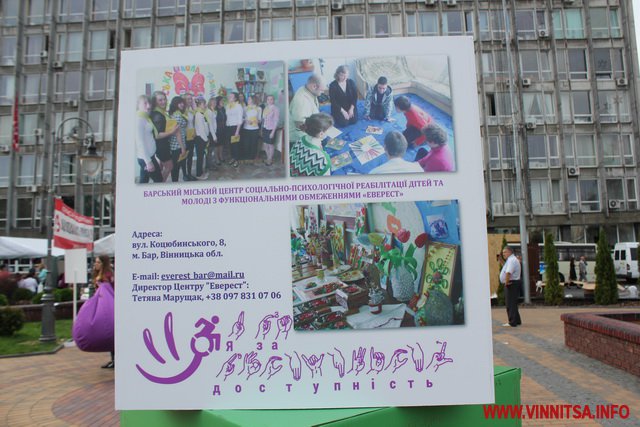 БАРСЬКИЙ МІСЬКИЙ ЦЕНТР СОЦІАЛЬНО-ПСИХОЛОГІЧНОЇ РЕАБІЛІТАЦІЇ ДІТЕЙ ТА
МОЛОДІ З ФУНКЦІОНАЛЬНИМИ ОБМЕЖЕННЯМИ «ЕВЕРЕСТ»
Адреса:
вул. Коцюбинського, 8,
м. Бар, Вінницька обл.
E-mail: everest_bar@mail.ru
Директор Центру "Еверест":
Тетяна Марущак, +38 097 831 07 06
я за
доступність
WWW.VINNITSA.INFO